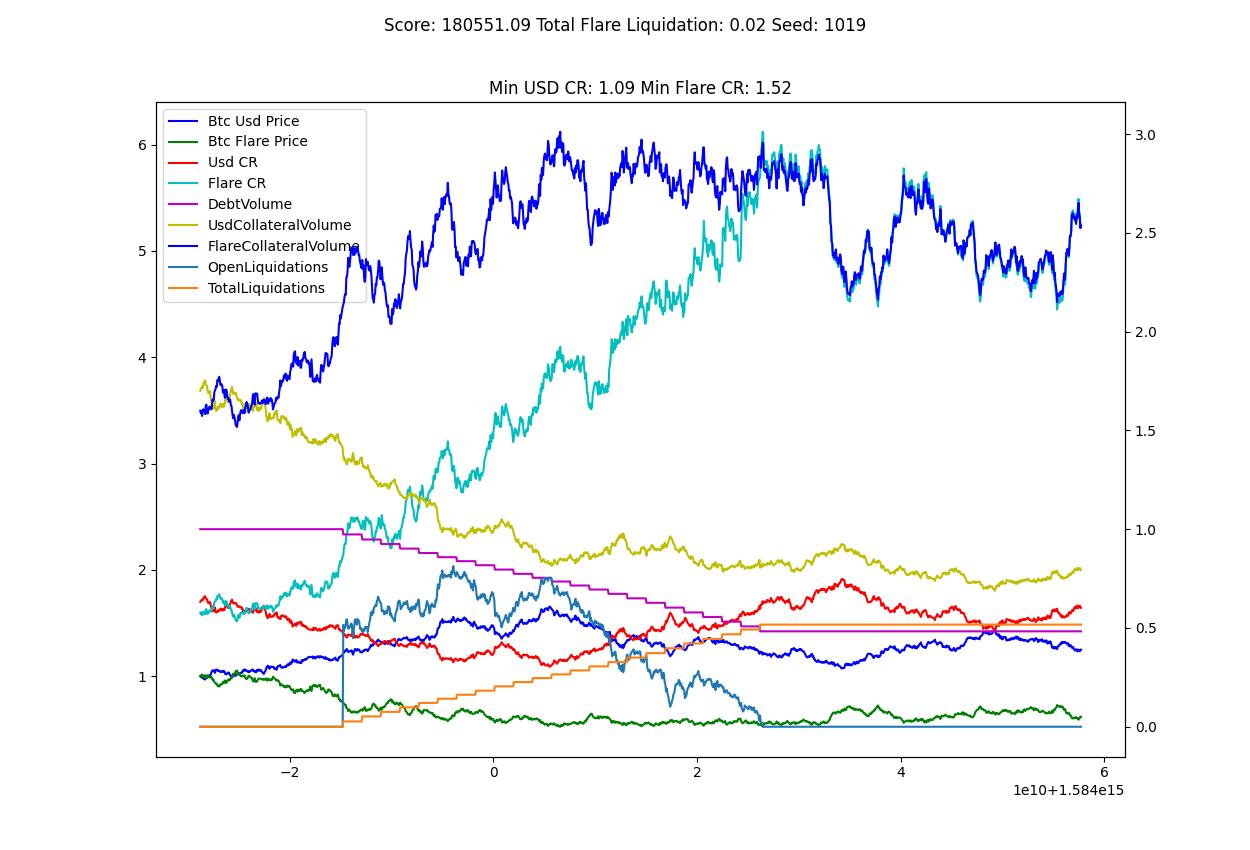 Score: 180551.09 Total Flare Liquidation: 0.02 Seed: 1019
Min USD CR: 1.09 Min Flare CR: 1.52
Btc Usd Price
Btc Flare Price
Usd CR
Flare CR
DebtVolume
UsdCollateralVolume
FlareCollateralVolume
OpenLiquidations
TotalLiquidations
6
5
4
3
2
1
3.0
2.5
2.0
1.5
1.0
0.5
0.0
−2
0
2
4
6
1e10+1.584e15